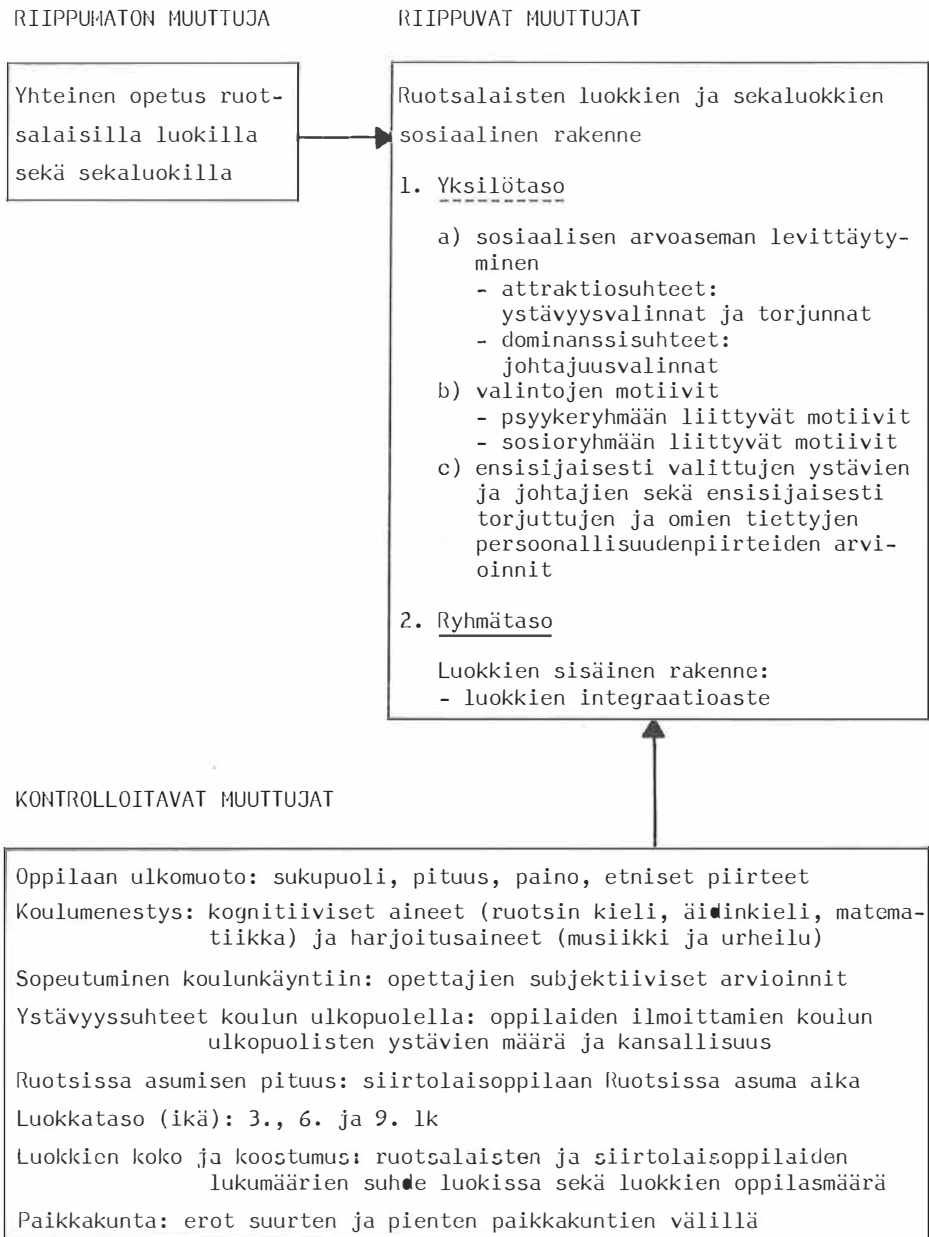 RIIPPUMATON MUUTTUJA
RIIPPUVAT MUUTTUJAT
Yhteinen opetus ruot-
salaisilla luokilla
sekä sekaluokilla
Ruotsalaisten luokkien ja sekaluokkien
sosiaalinen rakenne
1. Yksilötaso
a) sosiaalisen arvoaseman levittäyty-
minen
- attraktiosuhteet:
ystävyysvalinnat ja torjunnat
- dominanssisuhteet:
johtajuusvalinnat
b) valintojen motiivit
- psyykeryhmään liittyvät motiivit
- sosioryhmään liittyvät motiivit
c) ensisijaisesti valittujen ystävien
ja johtajien sekä ensisijaisesti
torjuttujen ja omien tiettyjen
persoonallisuudenpiirteiden arvi-
oinnit
2. Ryhmätaso
Luokkien sisäinen rakenne:
- luokkien integraatioaste
KONTROLLOITAVAT MUUTTUJAT
Oppilaan ulkomuoto: sukupuoli, pituus, paino, etniset piirteet
Koulumenestys: kognitiiviset aineet (ruotsin kieli, äidinkieli, matema-
tiikka) ja harjoitusaineet (musiikki ja urheilu)
Sopeutuminen koulunkäyntiin: opettajien subjektiiviset arvioinnit
Ystävyyssuhteet koulun ulkopuolella: oppilaiden ilmoittamien koulun
ulkopuolisten ystävien määrä ja kansallisuus
Ruotsissa asumisen pituus: siirtolaisoppilaan Ruotsissa asuma aika
Luokkataso (ikä): 3., 6. ja 9. lk
Luokkien koko ja koostumus: ruotsalaisten ja siirtolaisoppilaiden
lukumäärien suhde luokissa sekä luokkien oppilasmäärä
Paikkakunta: erot suurten ja pienten paikkakuntien välillä